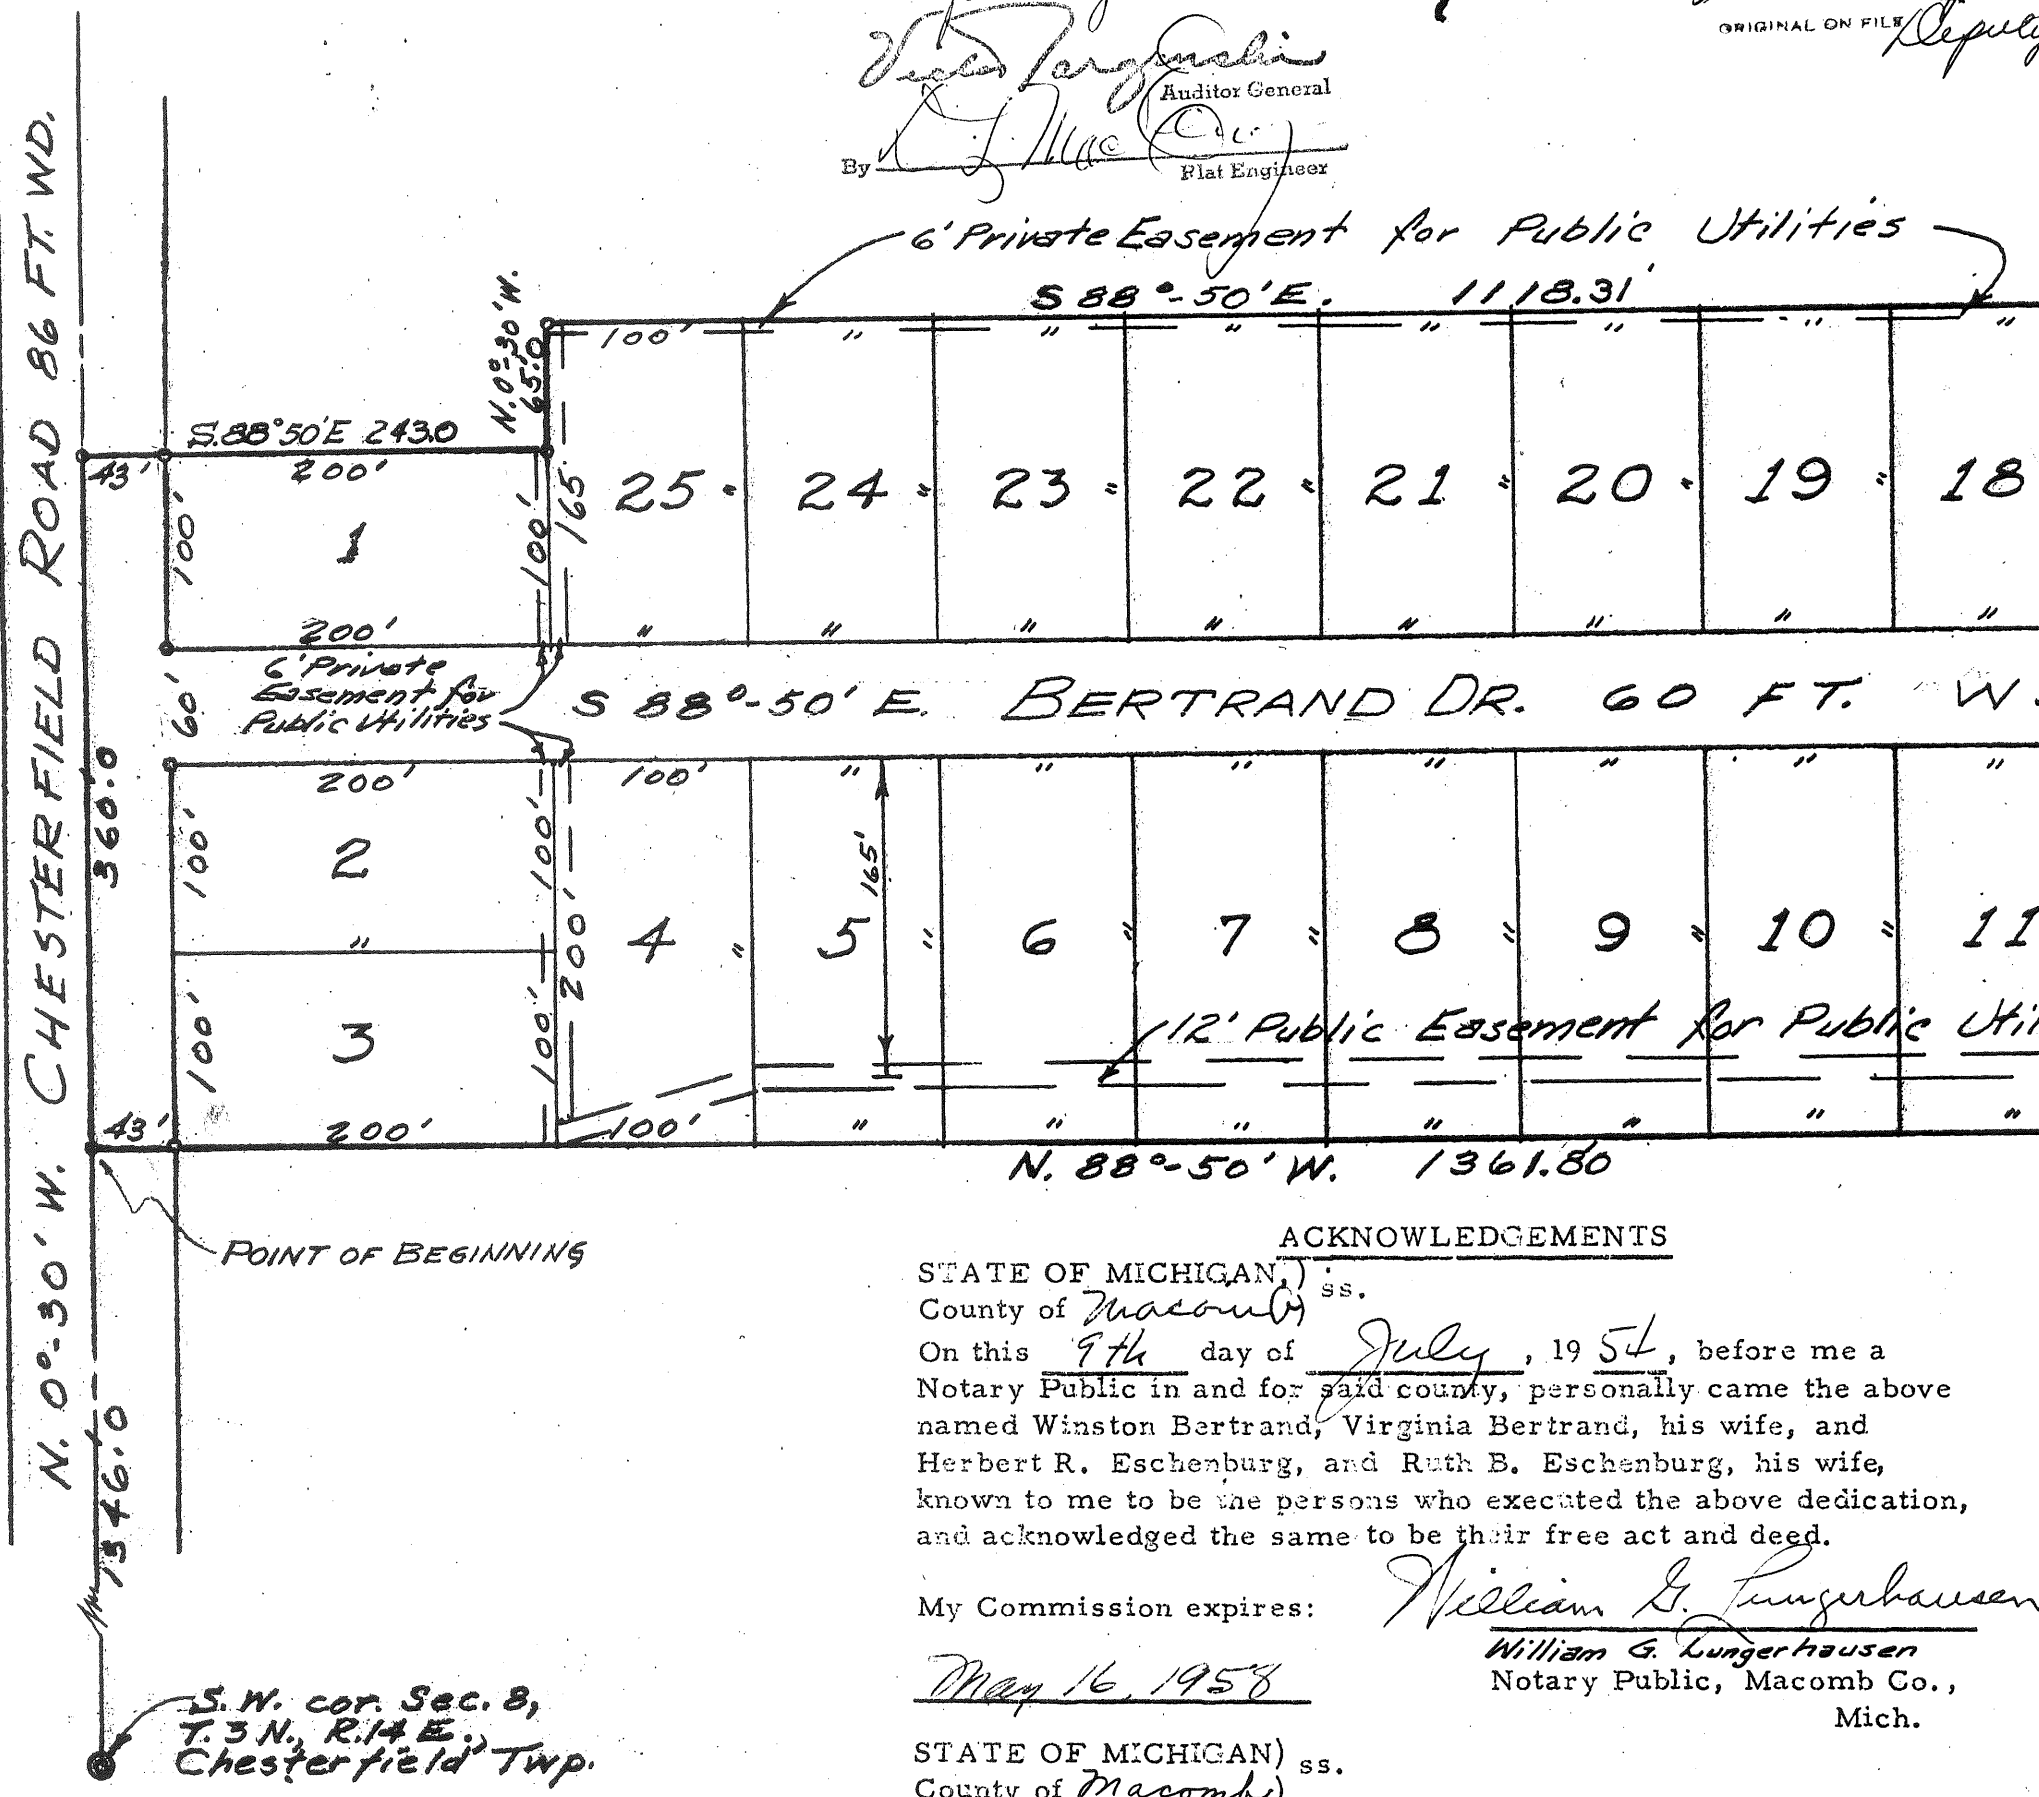 ORIGINAL ON FILE Deputy
Auditor General
By
Plat Engineer
6' Private Easement for Public Utilities
S 88°-50' E. 1118.31'
N. 0°-30' W.
65.0
100' " " " " " " "
S. 88°50' E 243.0
43' 200'
100' 1 100' 165
25 " 24 " 23 " 22 " 21 " 20 " 19 " 18
200' " " " " " " " "
6' Private
Easement for
Public Utilities
60'
S 88°-50' E. BERTRAND DR. 60 FT. W.
200' 100' " " " " " " "
100' 2 100'
165'
360.0
"
200'
4 " 5 " 6 " 7 " 8 " 9 " 10 " 11
100' 3 100'
12' Public Easement for Public Util
43' 200' 100' " " " " " " "
N. 88°-50' W. 1361.80
POINT OF BEGINNING
N. 0°-30' W. CHESTERFIELD ROAD 86 FT. WD.
1346.0
S. W. cor. Sec. 8,
T. 3 N., R. 14 E.,
Chesterfield Twp.
ACKNOWLEDGEMENTS
STATE OF MICHIGAN,)
ss.
County of Macomb)
On this 9th day of July, 19 54, before me a
Notary Public in and for said county, personally came the above
named Winston Bertrand, Virginia Bertrand, his wife, and
Herbert R. Eschenburg, and Ruth B. Eschenburg, his wife,
known to me to be the persons who executed the above dedication,
and acknowledged the same to be their free act and deed.
My Commission expires:
William G. Lungerhausen
William G. Lungerhausen
May 16, 1958
Notary Public, Macomb Co.,
Mich.
STATE OF MICHIGAN)
ss.
County of Macomb)